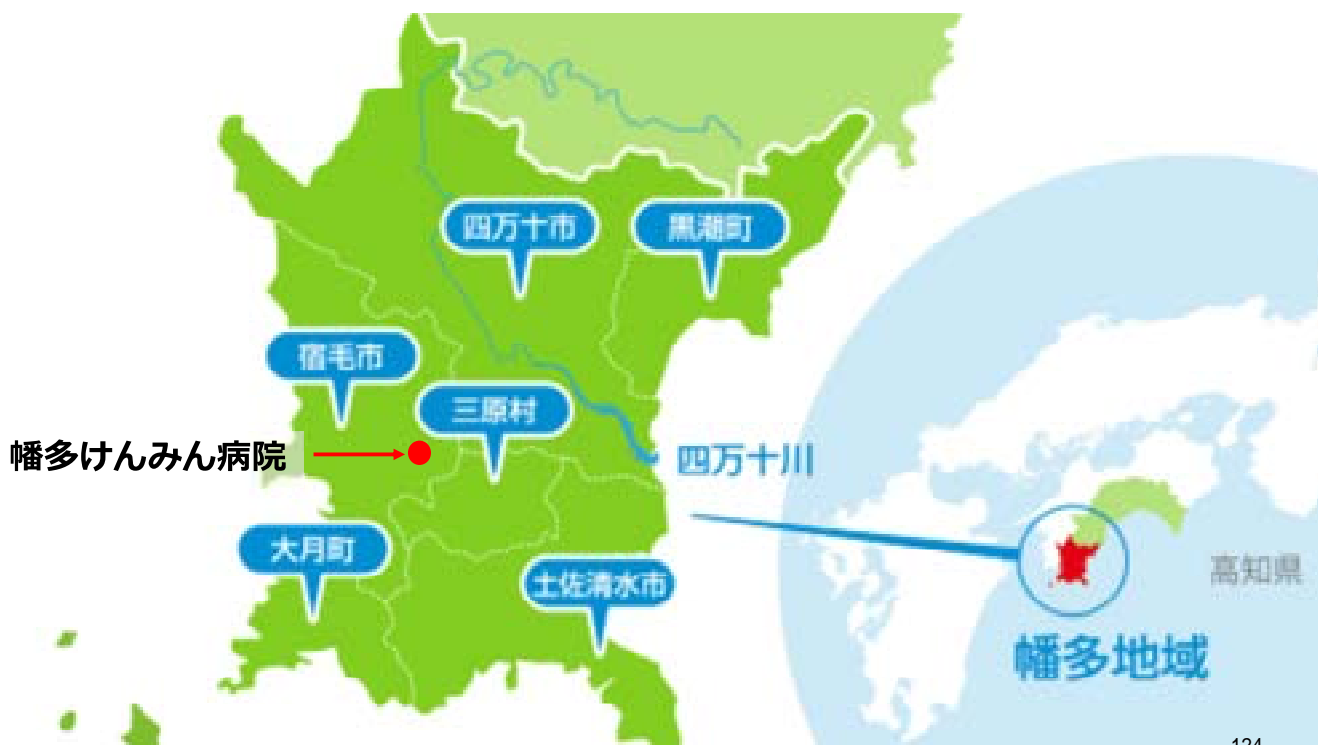 四万十市
黒潮町
宿毛市
三原村
幡多けんみん病院
四万十川
大月町
土佐清水市
高知県
幡多地域
124